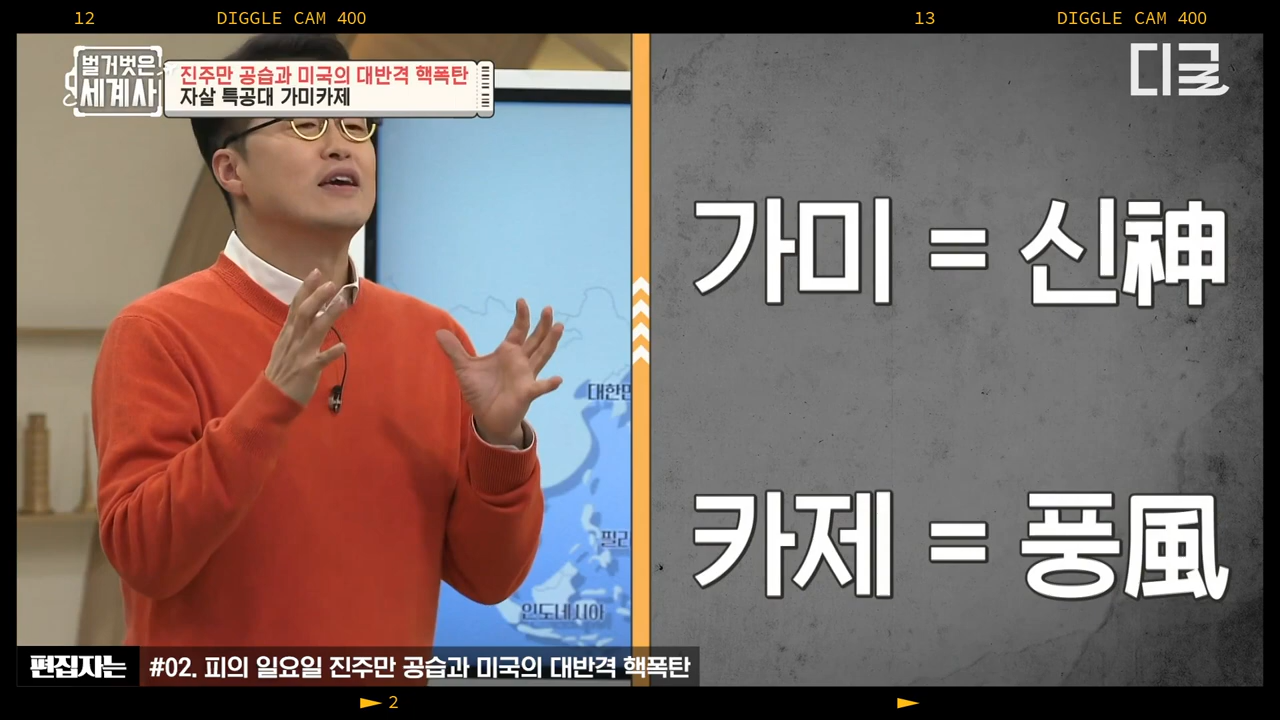 12 DIGGLE CAM 400 13 DIGGLE CAM 400
벌거벗은
세계사
진주만 공습과 미국의 대반격 핵폭탄
자살 특공대 가미카제
디글
가미 = 신神
대한민
카제 = 풍風
필리
인도네시아
편집자는 #02. 피의 일요일 진주만 공습과 미국의 대반격 핵폭탄
2